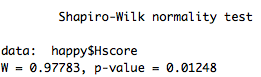 Shapiro-Wilk normality test
data:  happy$Hscore
W = 0.97783, p-value = 0.01248